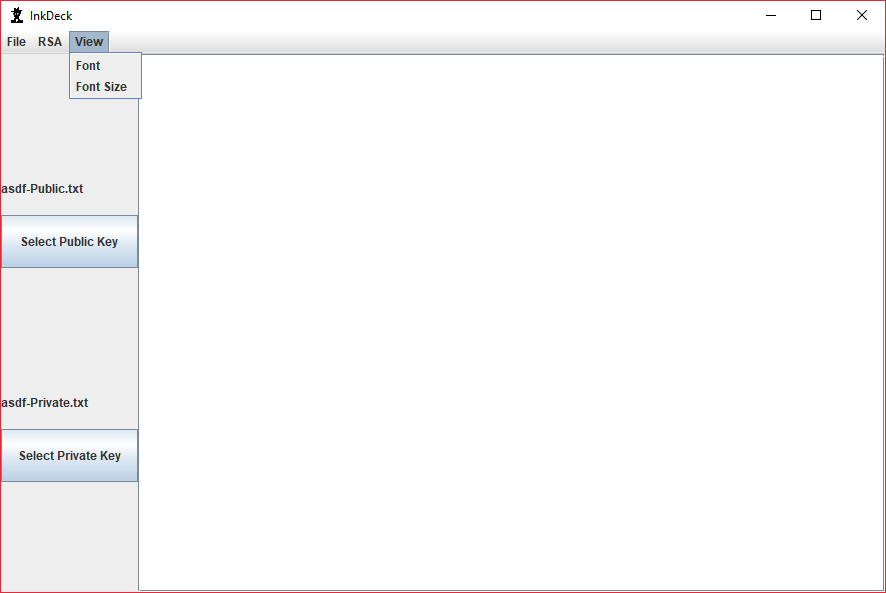 InkDeck
File RSA View
Font
Font Size
asdf-Public.txt
Select Public Key
asdf-Private.txt
Select Private Key